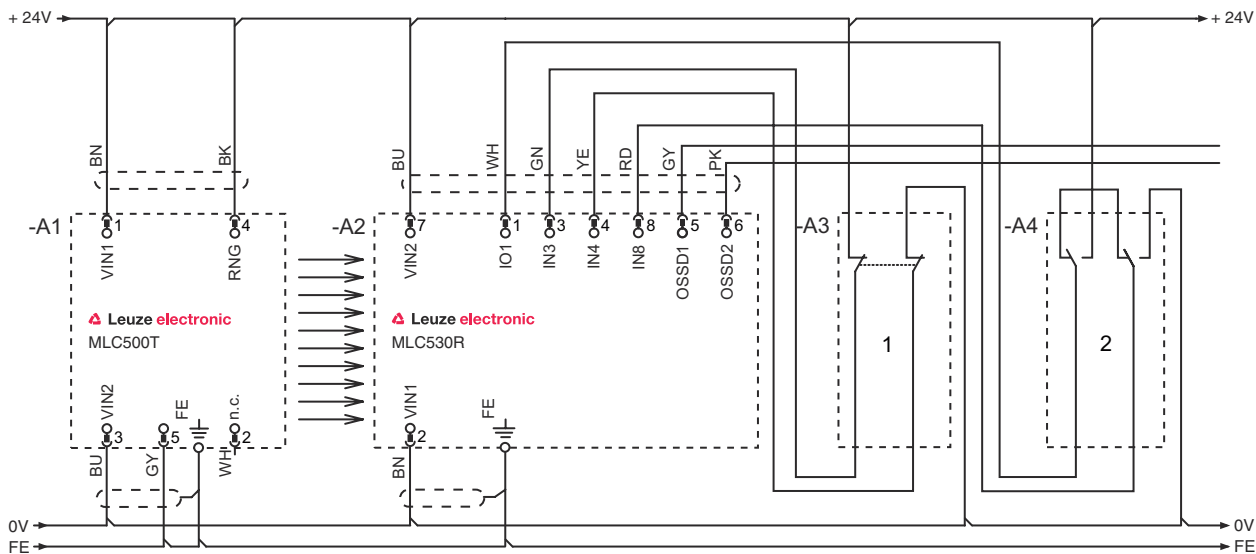 + 24V
+ 24V
BN
BK
BU
WH
GN
YE
RD
GY
PK
-A1
1
4
-A2
7
1
3
4
8
5
6
-A3
-A4
VIN1
RNG
VIN2
IO1
IN3
IN4
IN8
OSSD1
OSSD2
Leuze electronic
MLC500T
Leuze electronic
MLC530R
1
2
VIN2
FE
n.c.
VIN1
FE
3
5
2
2
BU
GY
WH
BN
0V
0V
FE
FE